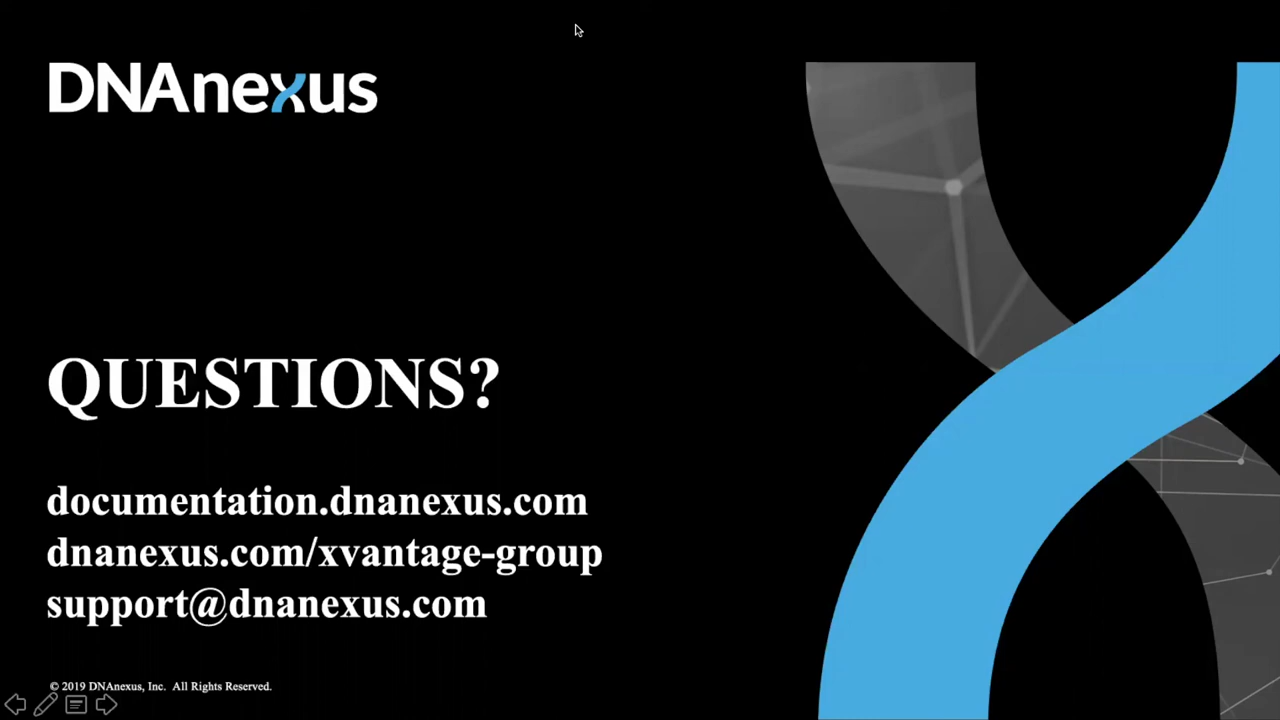 DNAnexus
QUESTIONS?
documentation.dnanexus.com
dnanexus.com/xvantage-group
support@dnanexus.com
© 2019 DNAnexus, Inc. All Rights Reserved.